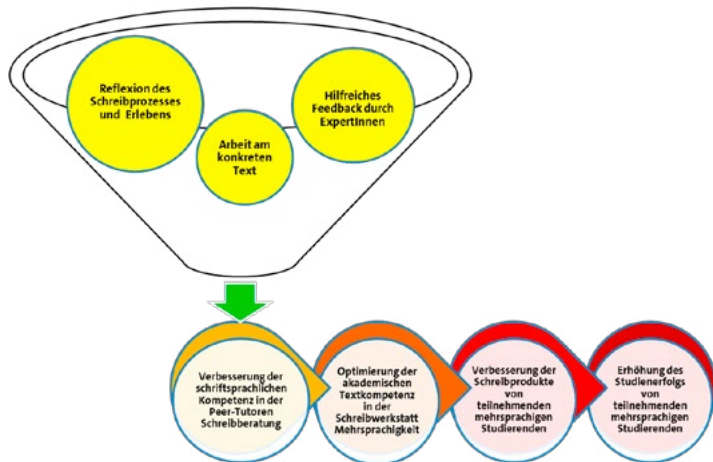 Reflexion des
Schreibprozesses
und Erlebens
Hilfreiches
Feedback durch
ExpertInnen
Arbeit am
konkreten
Text
Verbesserung der
schriftsprachlichen
Kompetenz in der
Peer-Tutoren
Schreibberatung
Optimierung der
akademischen
Textkompetenz
in der
Schreibwerkstatt
Mehrsprachigkeit
Verbesserung der
Schreibprodukte
von
teilnehmenden
mehrsprachigen
Studierenden
Erhöhung des
Studienerfolgs
von
teilnehmenden
mehrsprachigen
Studierenden